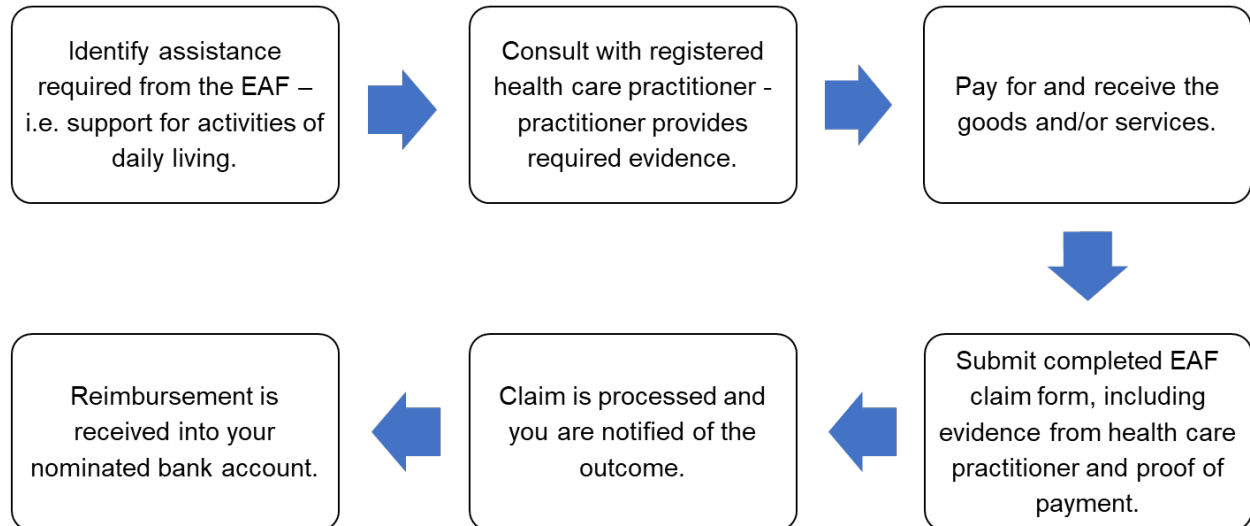 Identify assistance
required from the EAF –
i.e. support for activities of
daily living.
Consult with registered
health care practitioner -
practitioner provides
required evidence.
Pay for and receive the
goods and/or services.
Submit completed EAF
claim form, including
evidence from health care
practitioner and proof of
payment.
Claim is processed and
you are notified of the
outcome.
Reimbursement is
received into your
nominated bank account.